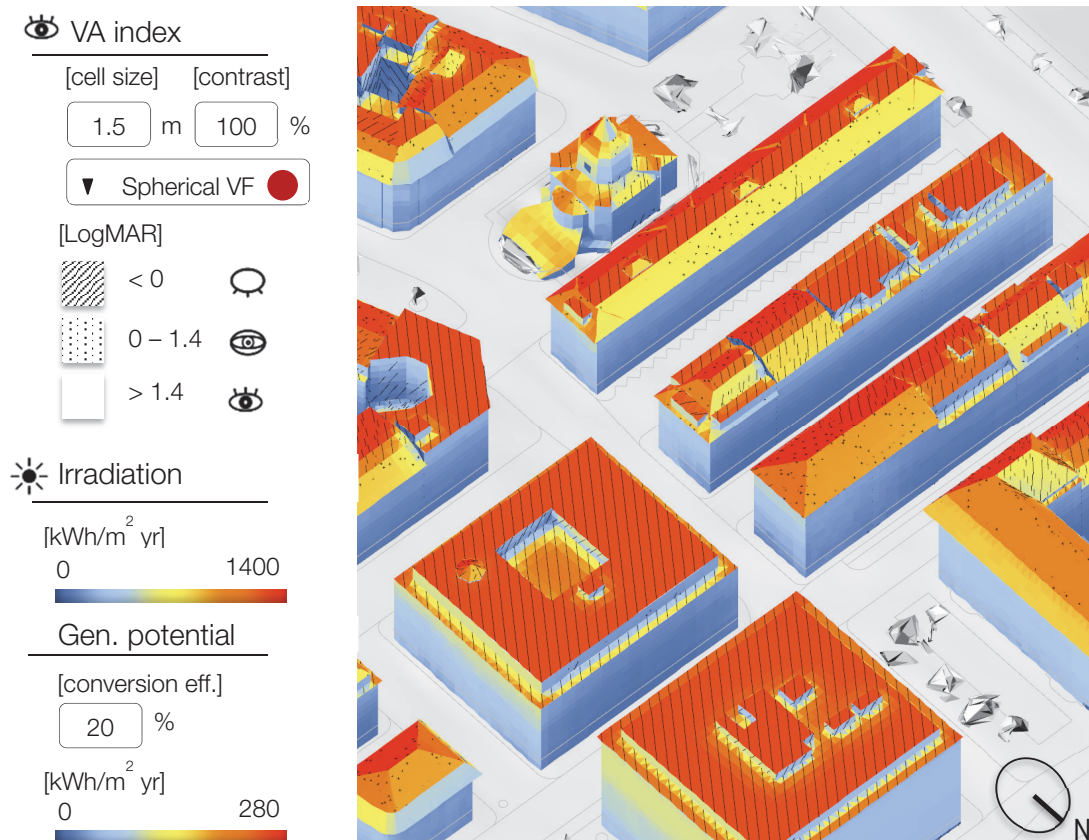 VA index
[cell size] [contrast]
1.5 m 100 %
Spherical VF
[LogMAR]
< 0
0 – 1.4
> 1.4
Irradiation
[kWh/m² yr]
0 1400
Gen. potential
[conversion eff.]
20 %
[kWh/m² yr]
0 280
N